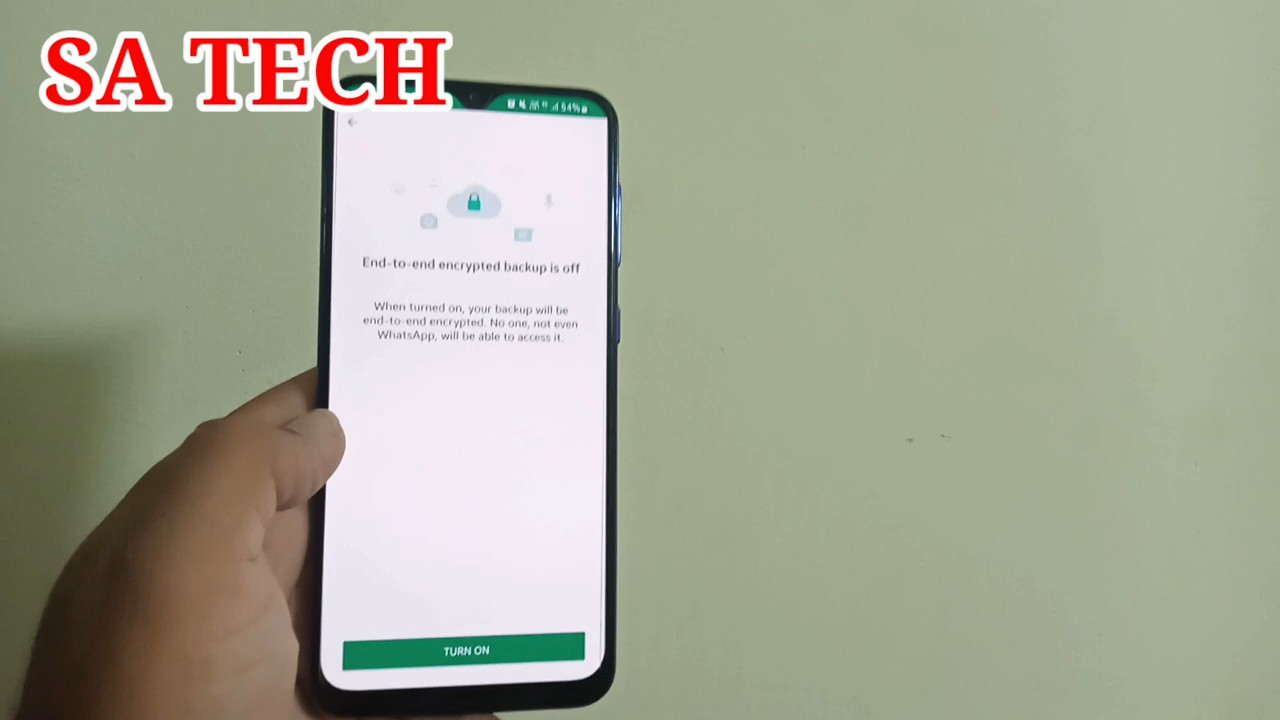 SA TECH
54%
End-to-end encrypted backup is off
When turned on, your backup will be
end-to-end encrypted. No one, not even
WhatsApp, will be able to access it.
TURN ON